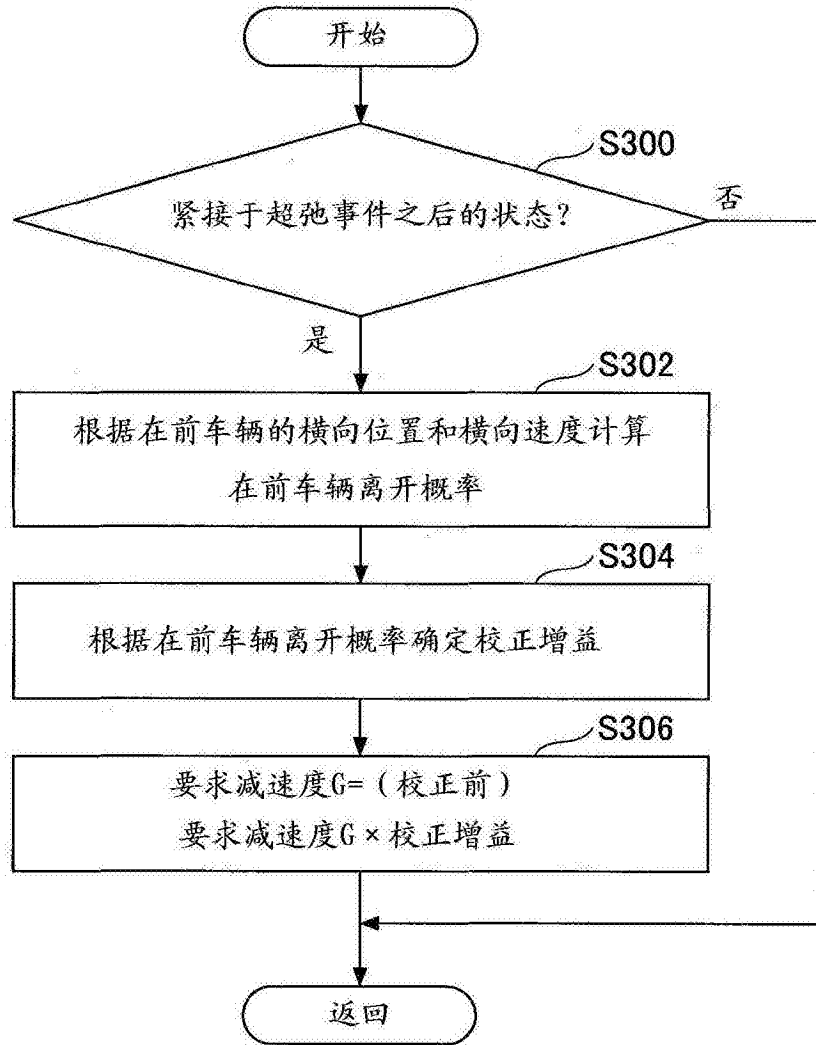 开始
S300
紧接于超弛事件之后的状态?
否
是
S302
根据在前车辆的横向位置和横向速度计算
在前车辆离开概率
S304
根据在前车辆离开概率确定校正增益
S306
要求减速度G=(校正前)
要求减速度G×校正增益
返回